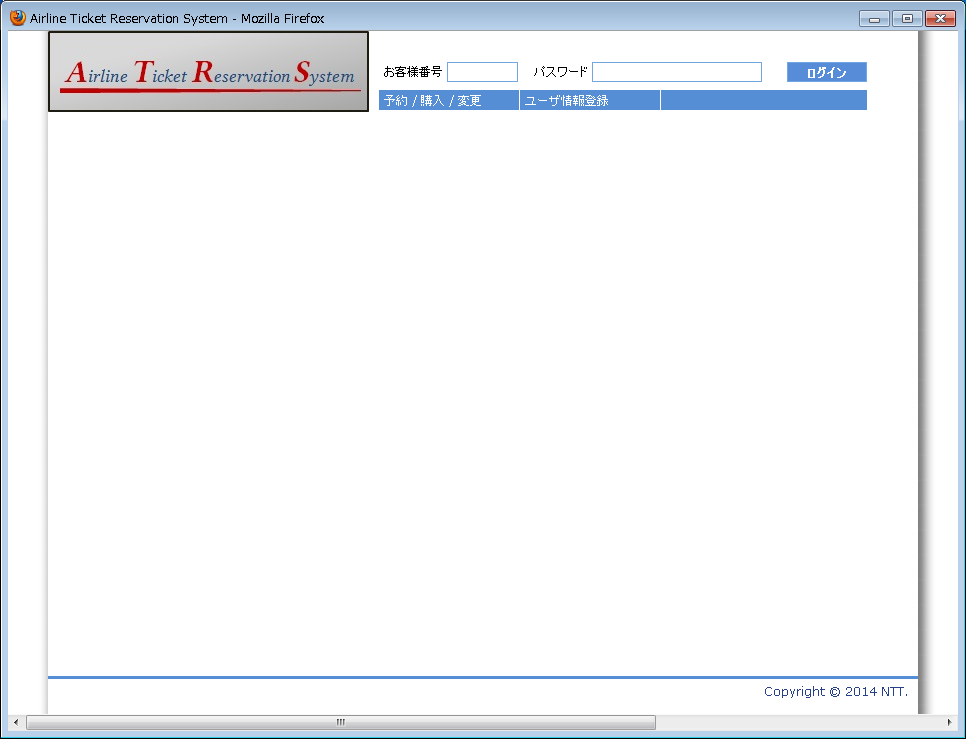 Airline Ticket Reservation System - Mozilla Firefox
Airline Ticket Reservation System
お客様番号 パスワード ログイン
予約 / 購入 / 変更 ユーザ情報登録
Copyright © 2014 NTT.